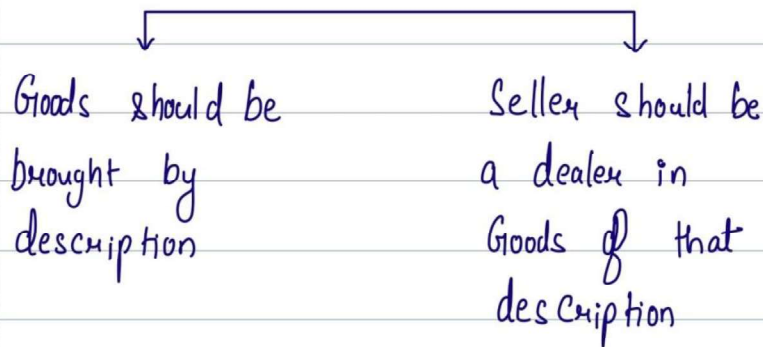 Goods should be
brought by
description
Seller should be
a dealer in
Goods of that
description